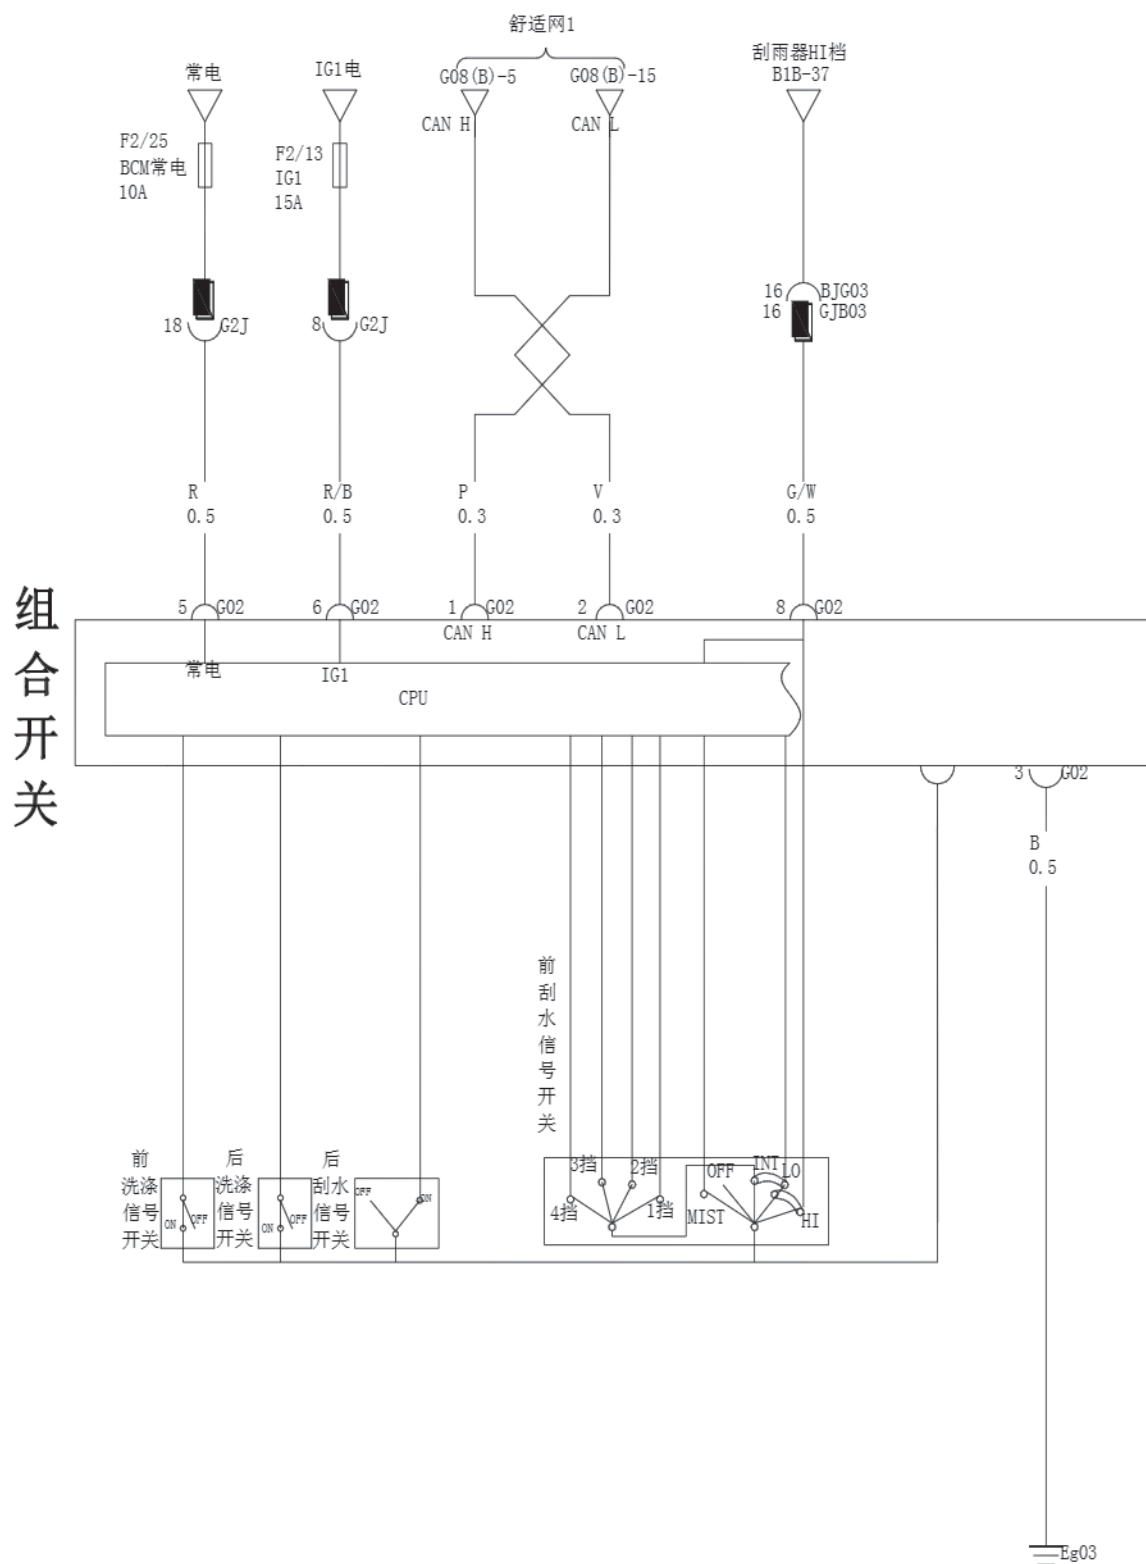 舒适网1
常电
IG1电
G08(B)-5
G08(B)-15
刮雨器HI档
B1B-37
CAN H
CAN L
F2/25
BCM常电
10A
F2/13
IG1
15A
18
G2J
8
G2J
16
BJG03
16
GJB03
R
0.5
R/B
0.5
P
0.3
V
0.3
G/W
0.5
组合开关
5
G02
6
G02
1
G02
2
G02
8
G02
CAN H
CAN L
常电
IG1
CPU
3
G02
B
0.5
前刮水信号开关
前
洗涤
信号
开关
ON
OFF
后
洗涤
信号
开关
ON
OFF
后
刮水
信号
开关
OFF
ON
3挡
2挡
4挡
1挡
MIST
OFF
INT
LO
HI
Eg03